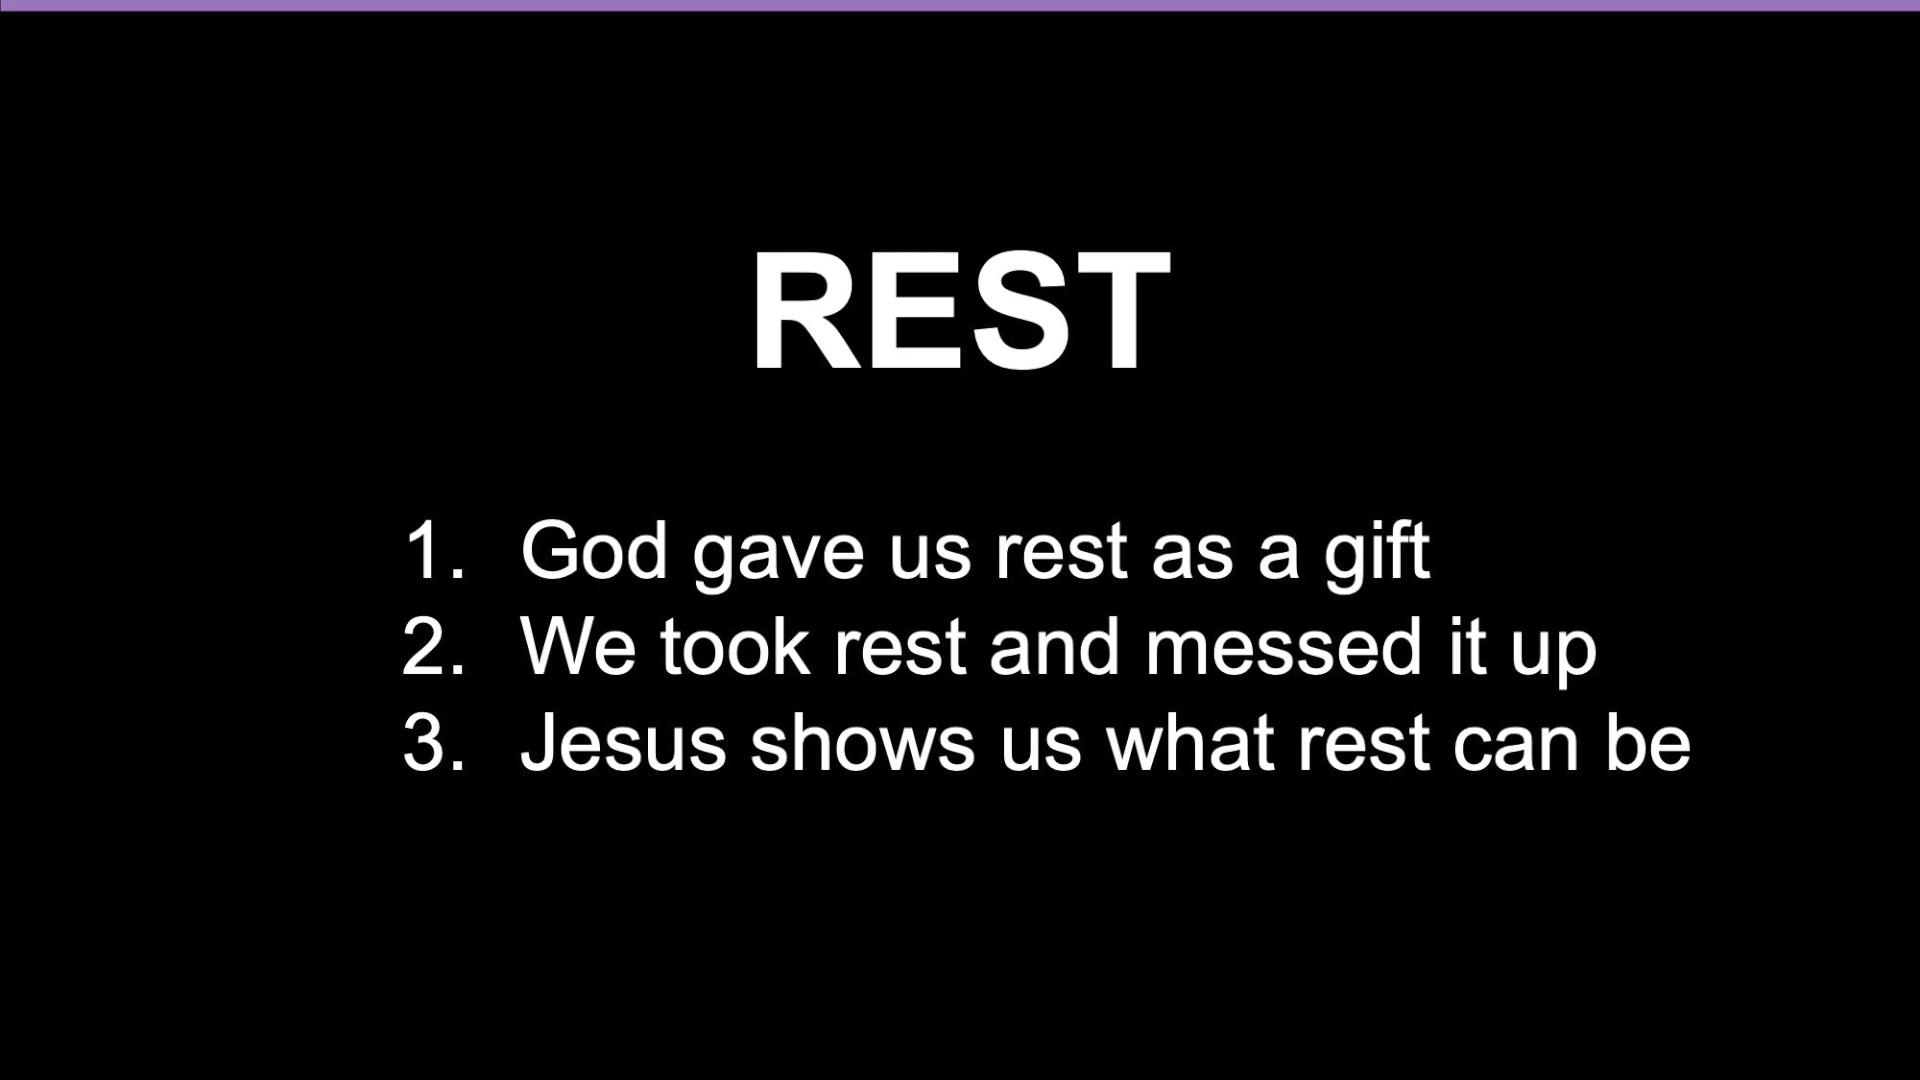 REST
1. God gave us rest as a gift
2. We took rest and messed it up
3. Jesus shows us what rest can be